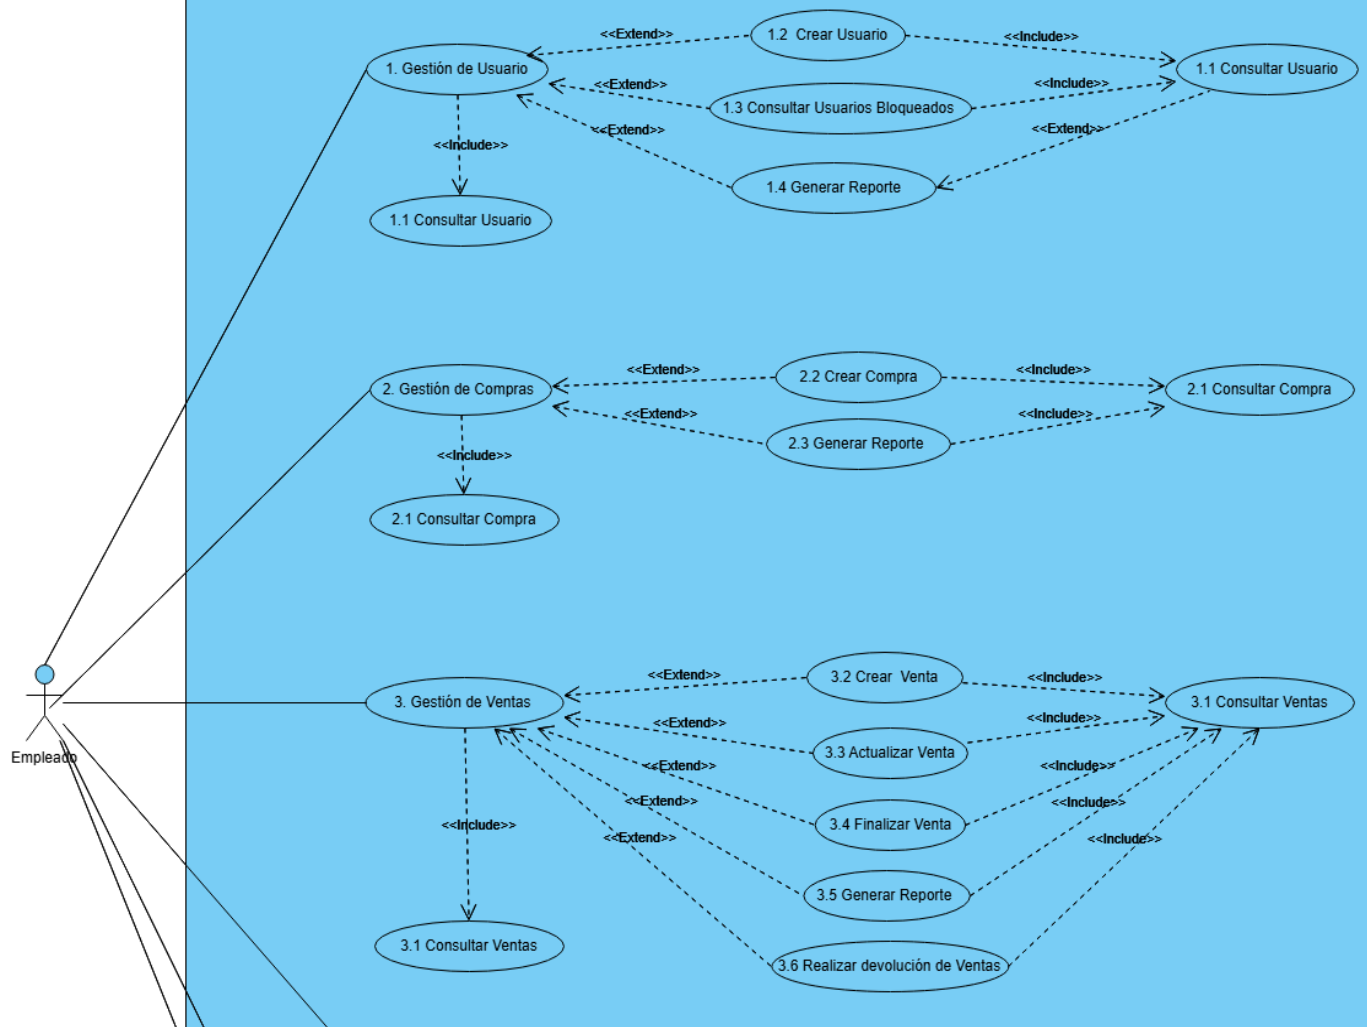 <<Extend>>
1.2 Crear Usuario
<<Include>>
1. Gestión de Usuario
1.1 Consultar Usuario
<<Extend>>
1.3 Consultar Usuarios Bloqueados
<<Include>>
<<Extend>>
<<Extend>>
<<Include>>
1.4 Generar Reporte
1.1 Consultar Usuario
<<Extend>>
2.2 Crear Compra
<<Include>>
2. Gestión de Compras
2.1 Consultar Compra
<<Extend>>
<<Include>>
2.3 Generar Reporte
<<Include>>
2.1 Consultar Compra
<<Extend>>
3.2 Crear Venta
<<Include>>
3. Gestión de Ventas
3.1 Consultar Ventas
<<Extend>>
<<Include>>
3.3 Actualizar Venta
Empleado
<<Extend>>
<<Include>>
<<Extend>>
<<Include>>
3.4 Finalizar Venta
<<Include>>
<<Extend>>
<<Include>>
3.5 Generar Reporte
3.1 Consultar Ventas
3.6 Realizar devolución de Ventas